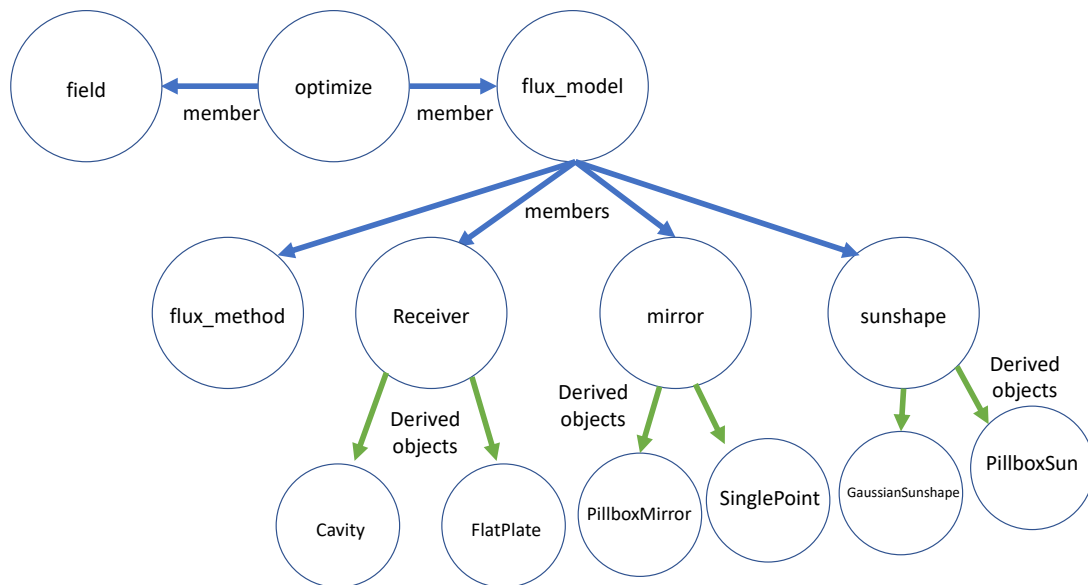 field
optimize
flux_model
member
member
members
flux_method
Receiver
mirror
sunshape
Derived
objects
Derived
objects
Derived
objects
Cavity
FlatPlate
PillboxMirror
SinglePoint
GaussianSunshape
PillboxSun